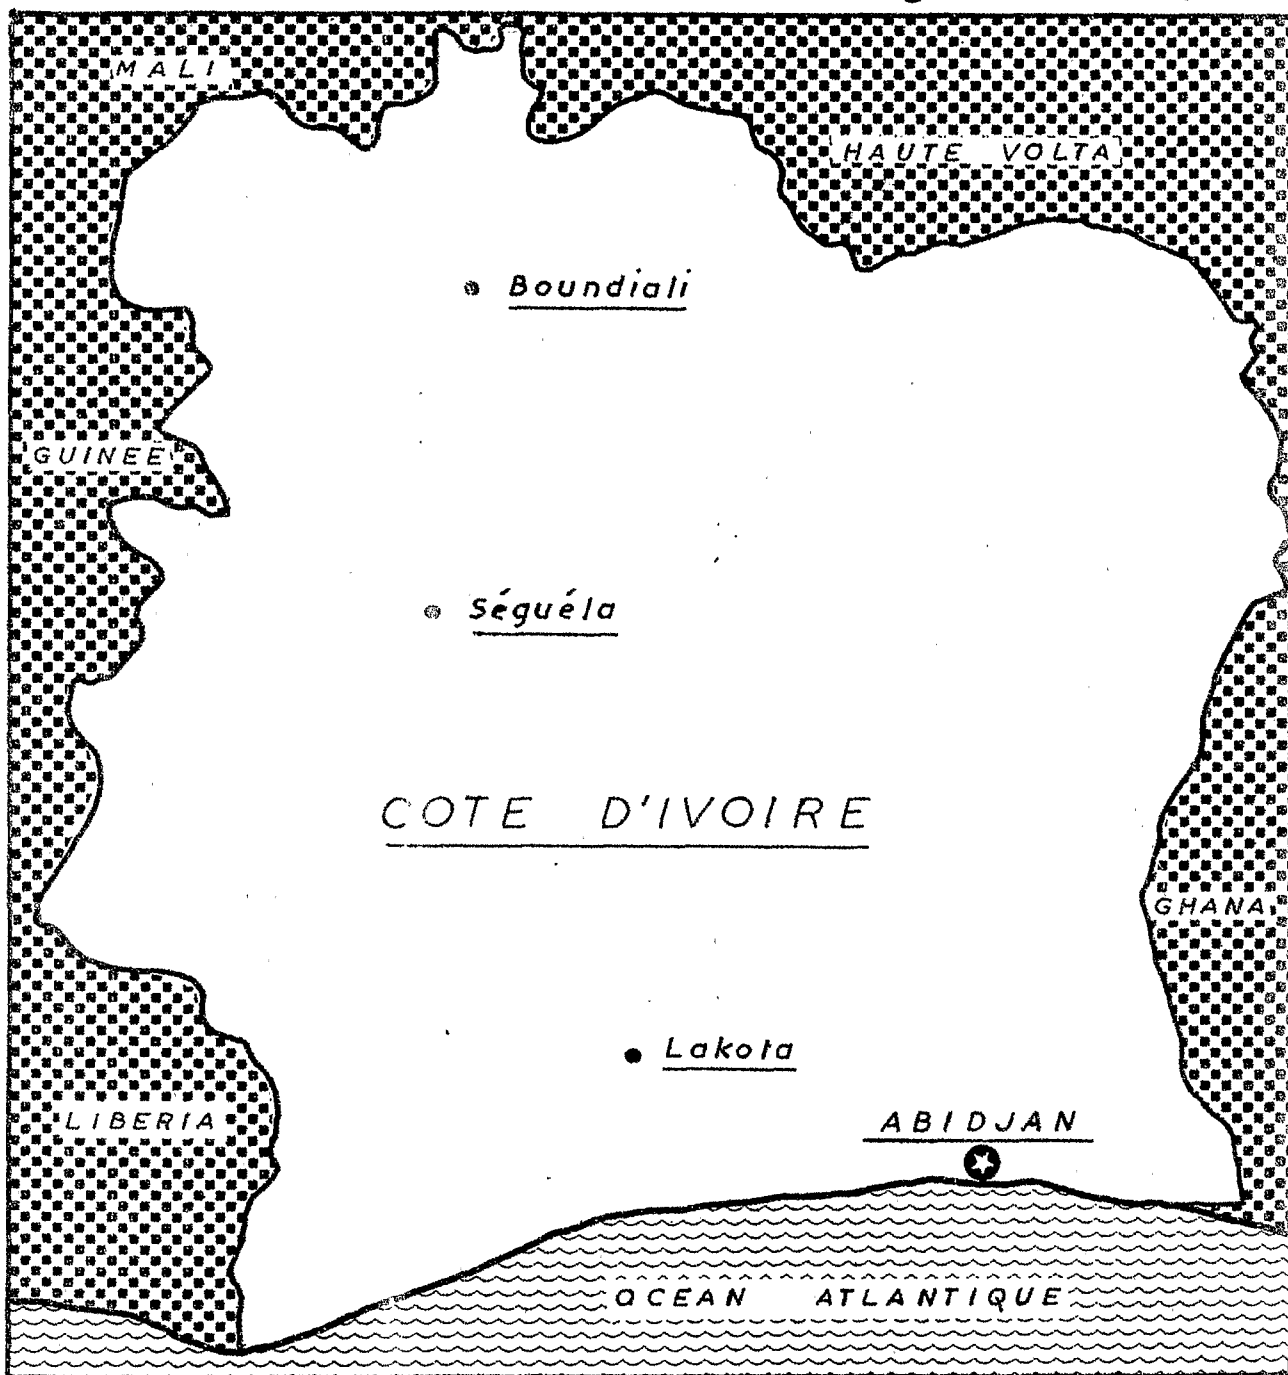 MALI
HAUTE VOLTA
Boundiali
GUINEE
Séguéla
COTE D'IVOIRE
GHANA
Lakota
LIBERIA
ABIDJAN
OCEAN ATLANTIQUE